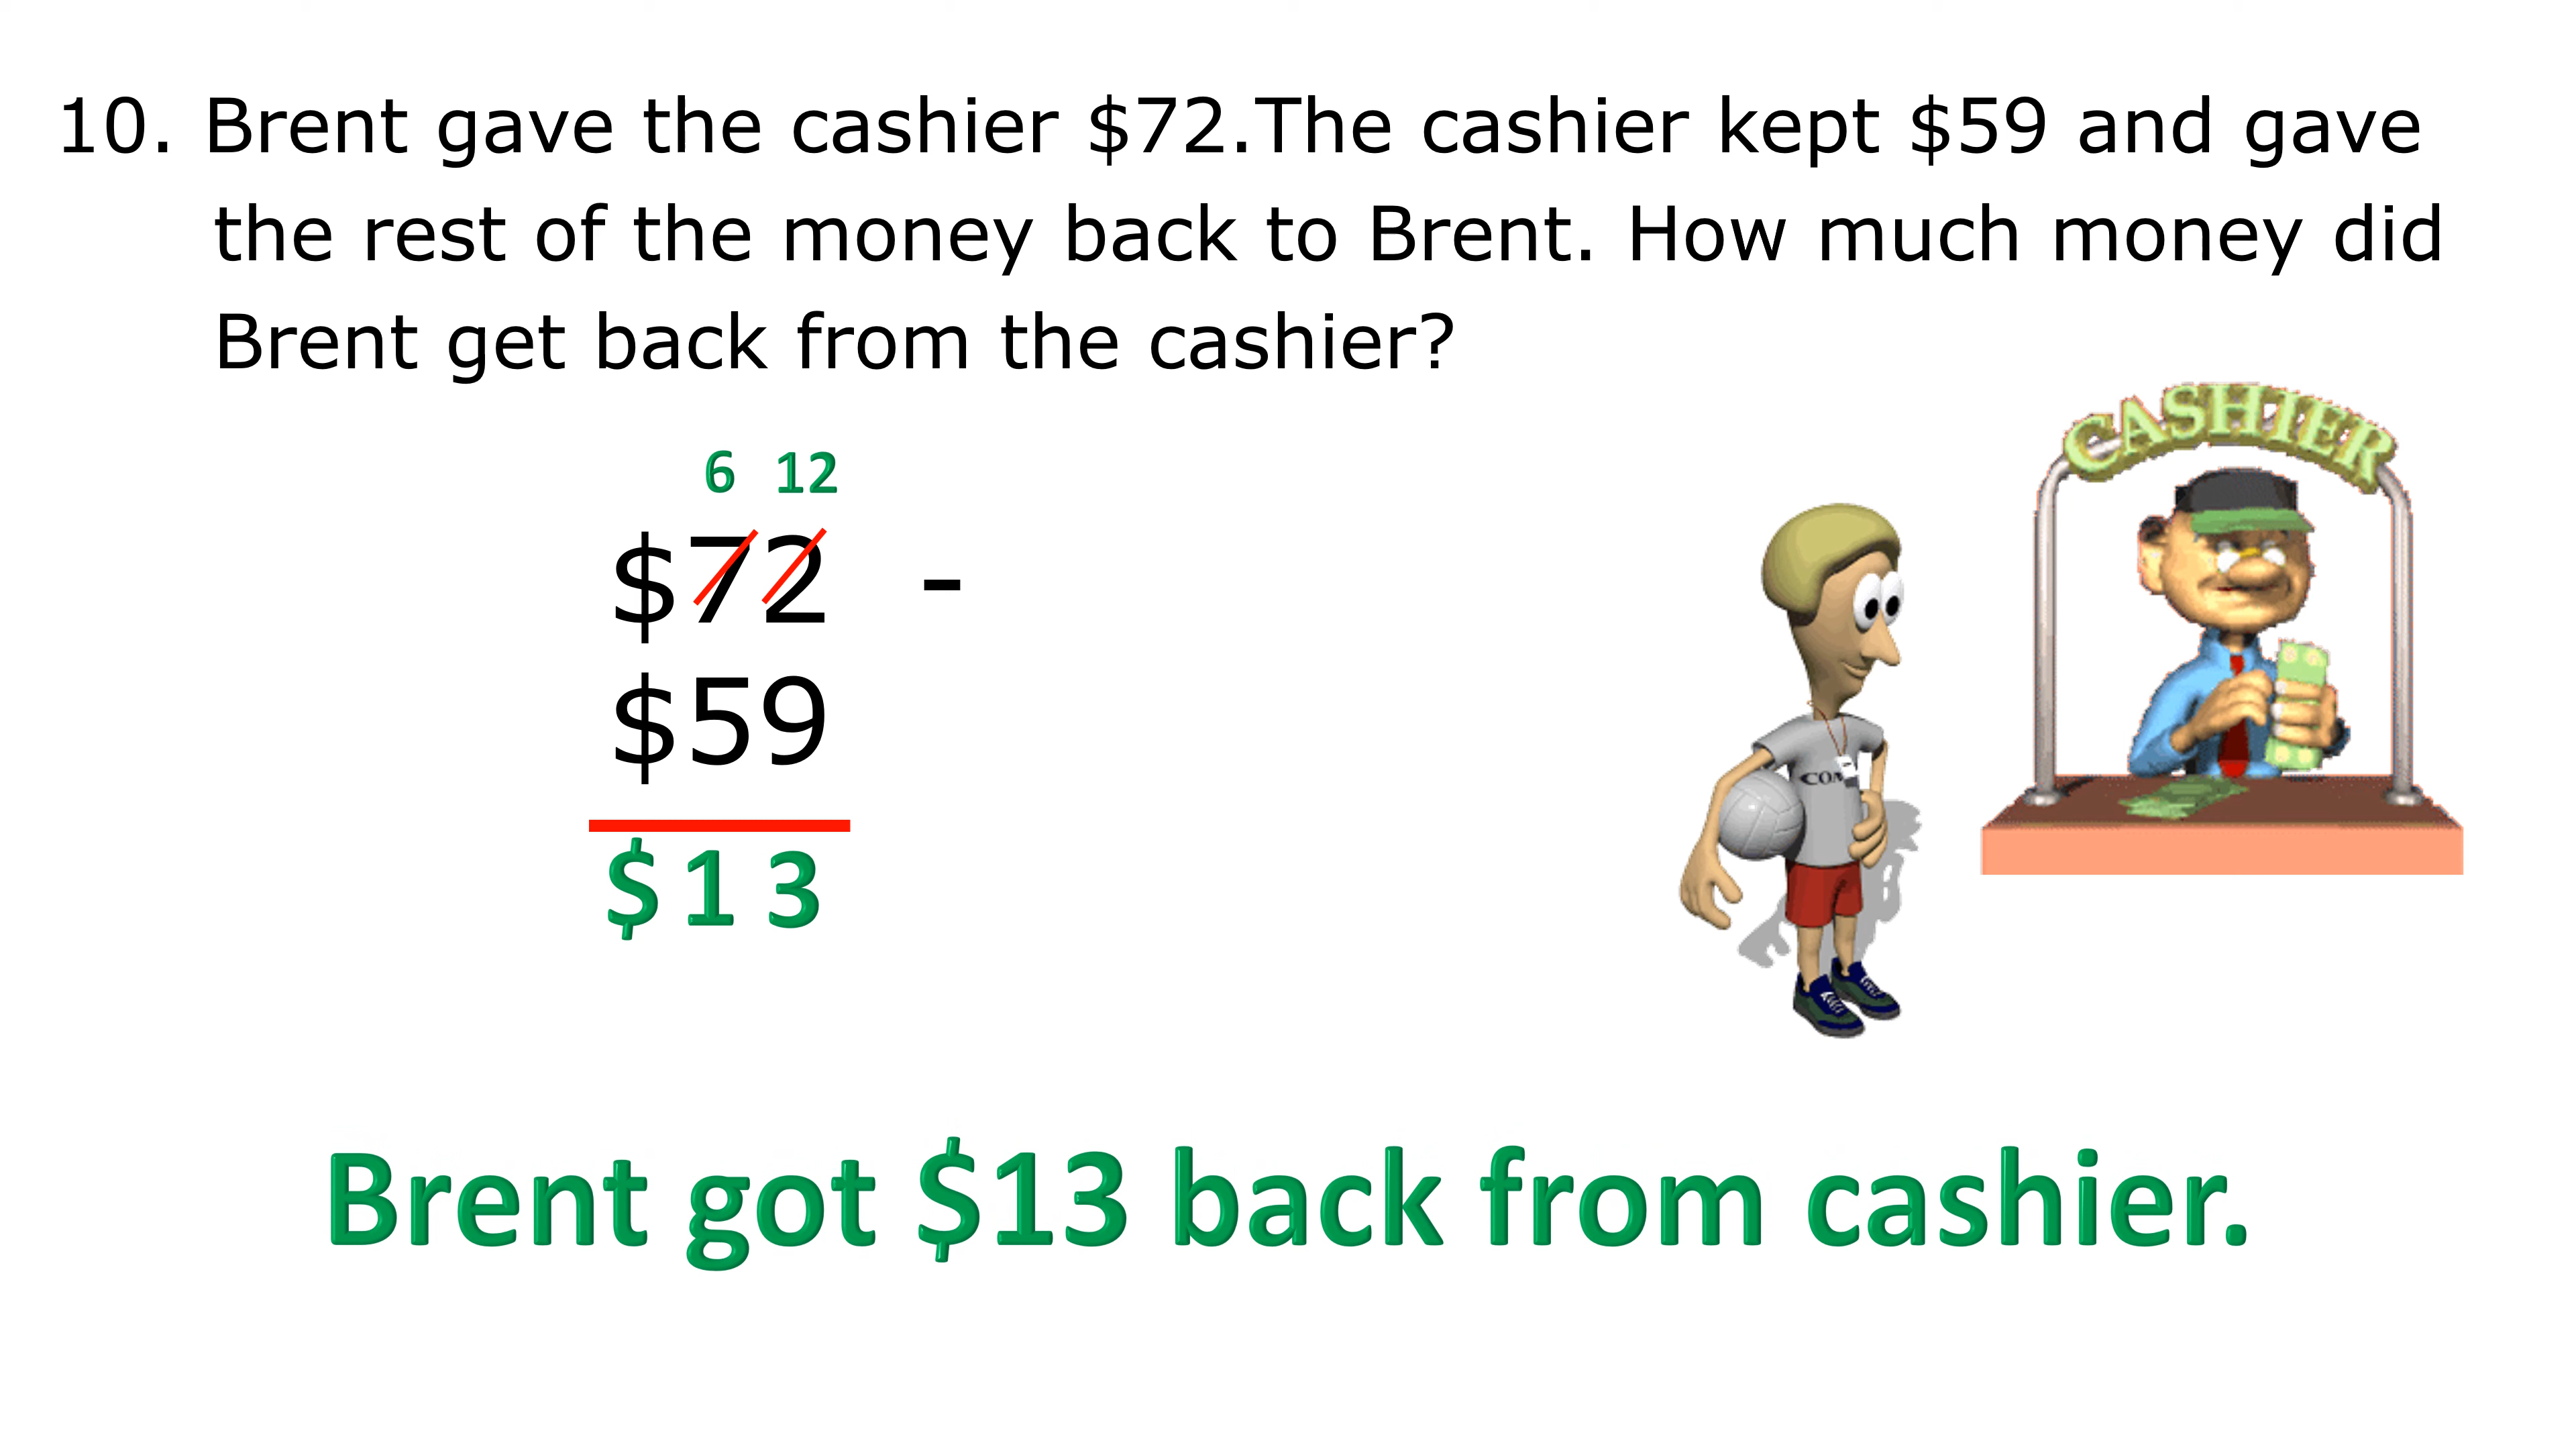 10. Brent gave the cashier $72.The cashier kept $59 and gave
the rest of the money back to Brent. How much money did
Brent get back from the cashier?
CASHIER
6 12
$72 -
$59
$13
Brent got $13 back from cashier.